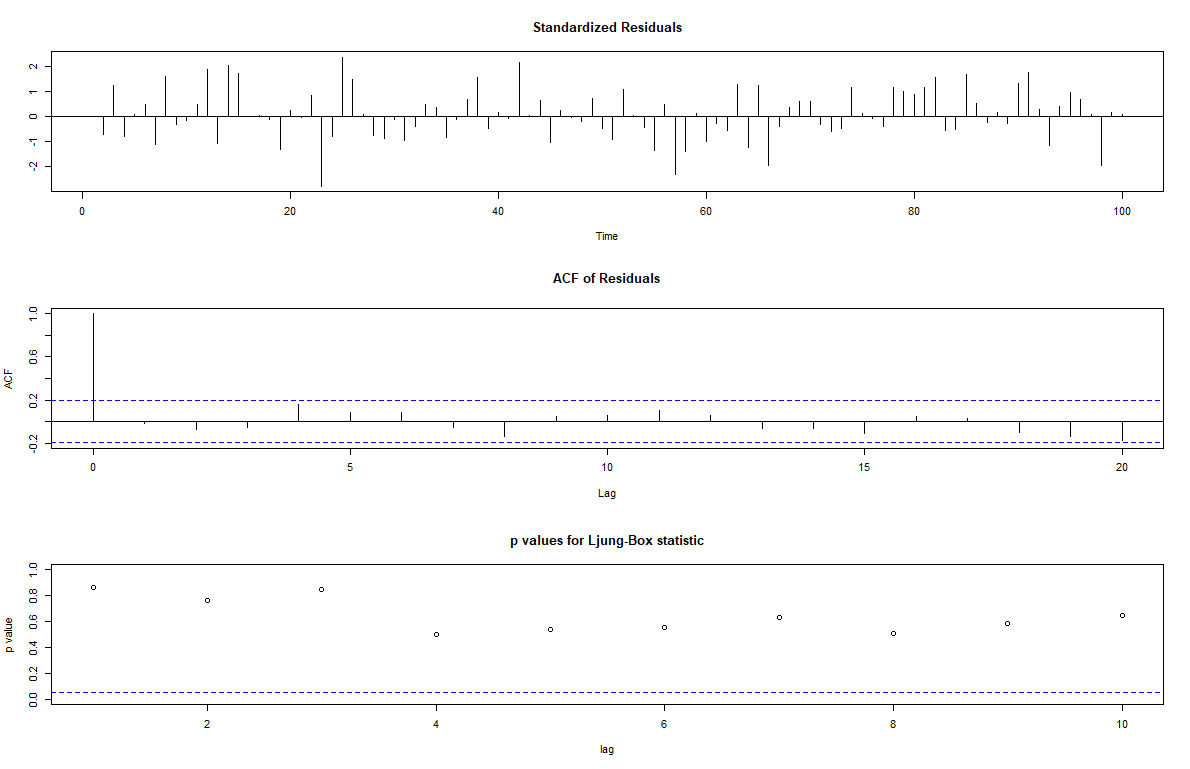 Standardized Residuals
2
1
0
-1
-2
0 20 40 60 80 100
Time
ACF of Residuals
ACF
1.0
0.6
0.2
-0.2
0 5 10 15 20
Lag
p values for Ljung-Box statistic
p value
1.0
0.8
0.6
0.4
0.2
0.0
2 4 6 8 10
lag